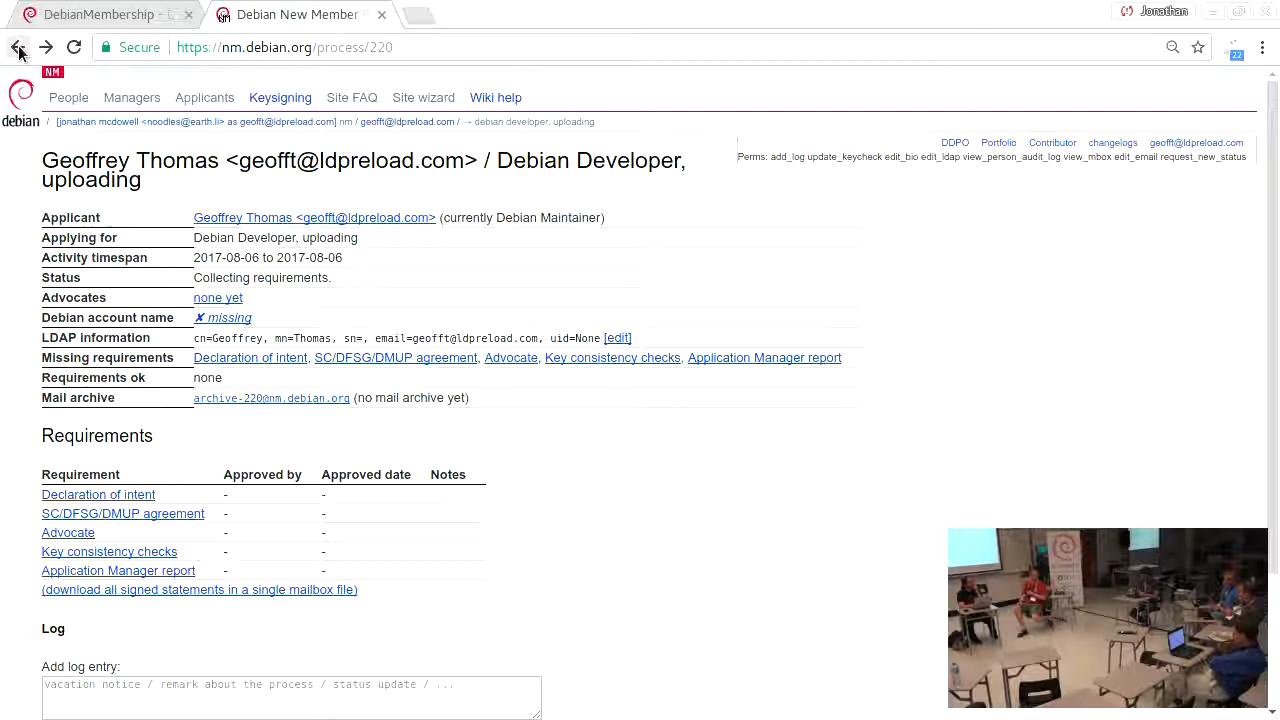 DebianMembership -
Debian New Member
Jonathan
Secure
https://nm.debian.org/process/220
22
NM
debian
People
Managers
Applicants
Keysigning
Site FAQ
Site wizard
Wiki help
/ [jonathan mcdowell <noodles@earth.li> as geofft@ldpreload.com] nm / geofft@ldpreload.com / → debian developer, uploading
DDPO
Portfolio
Contributor
changelogs
geofft@ldpreload.com
Perms: add_log update_keycheck edit_bio edit_ldap view_person_audit_log view_mbox edit_email request_new_status
Geoffrey Thomas <geofft@ldpreload.com> / Debian Developer,
uploading
Applicant Geoffrey Thomas <geofft@ldpreload.com> (currently Debian Maintainer)
Applying for Debian Developer, uploading
Activity timespan 2017-08-06 to 2017-08-06
Status Collecting requirements.
Advocates none yet
Debian account name ✘ missing
LDAP information cn=Geoffrey, mn=Thomas, sn=, email=geofft@ldpreload.com, uid=None [edit]
Missing requirements Declaration of intent, SC/DFSG/DMUP agreement, Advocate, Key consistency checks, Application Manager report
Requirements ok none
Mail archive archive-220@nm.debian.org (no mail archive yet)
Requirements
Requirement Approved by Approved date Notes
Declaration of intent - -
SC/DFSG/DMUP agreement - -
Advocate - -
Key consistency checks - -
Application Manager report - -
(download all signed statements in a single mailbox file)
Log
Add log entry:
vacation notice / remark about the process / status update / ...